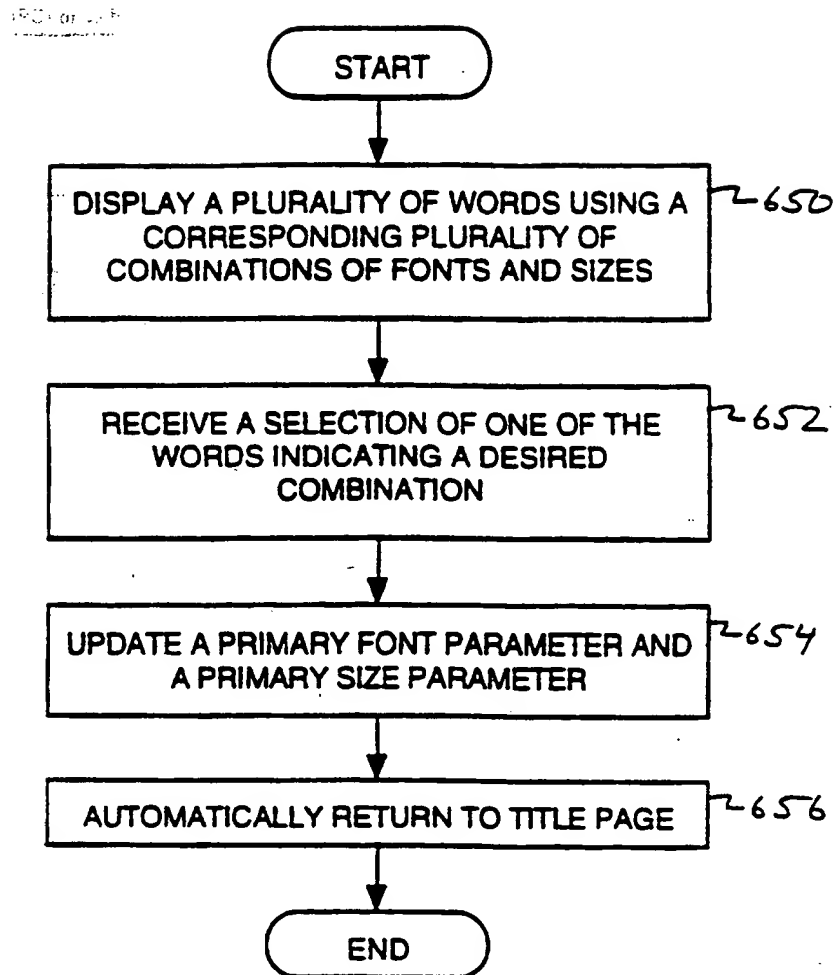 START
DISPLAY A PLURALITY OF WORDS USING A
CORRESPONDING PLURALITY OF
COMBINATIONS OF FONTS AND SIZES
650
RECEIVE A SELECTION OF ONE OF THE
WORDS INDICATING A DESIRED
COMBINATION
652
UPDATE A PRIMARY FONT PARAMETER AND
A PRIMARY SIZE PARAMETER
654
AUTOMATICALLY RETURN TO TITLE PAGE
656
END